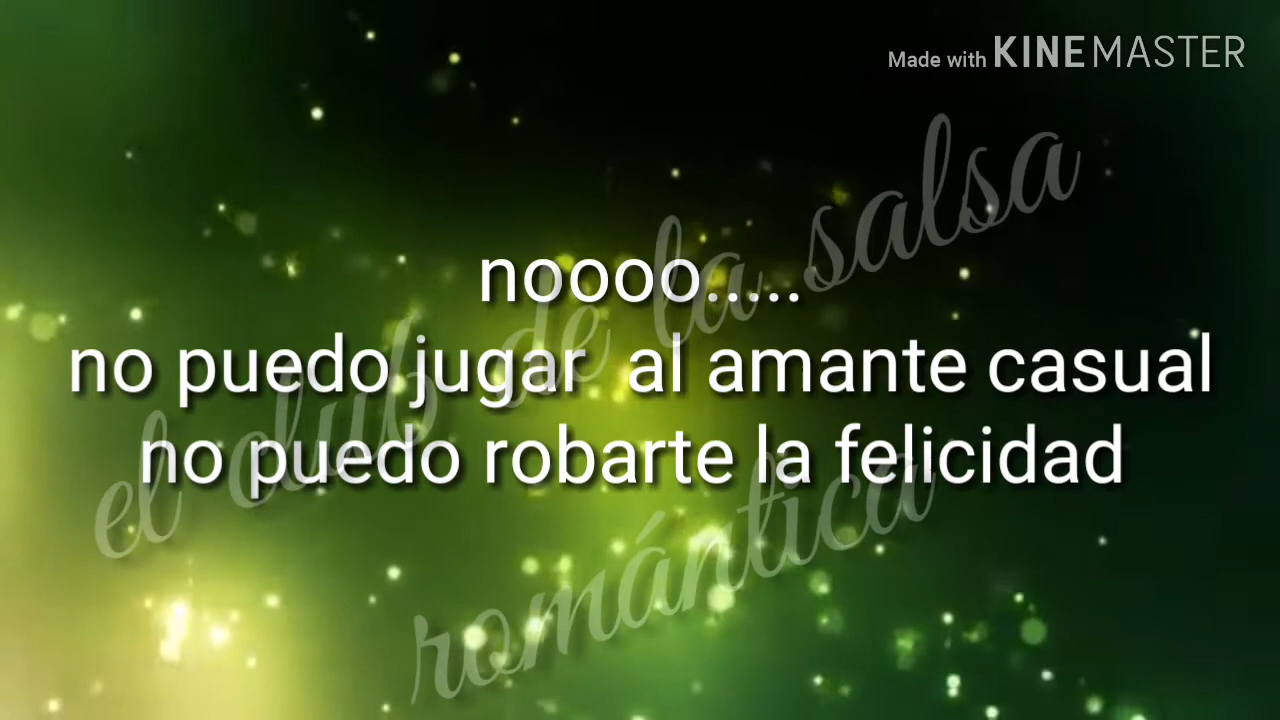 Made with KINEMASTER
noooo.....
no puedo jugar  al amante casual
no puedo robarte la felicidad
el club de la salsa
romántica